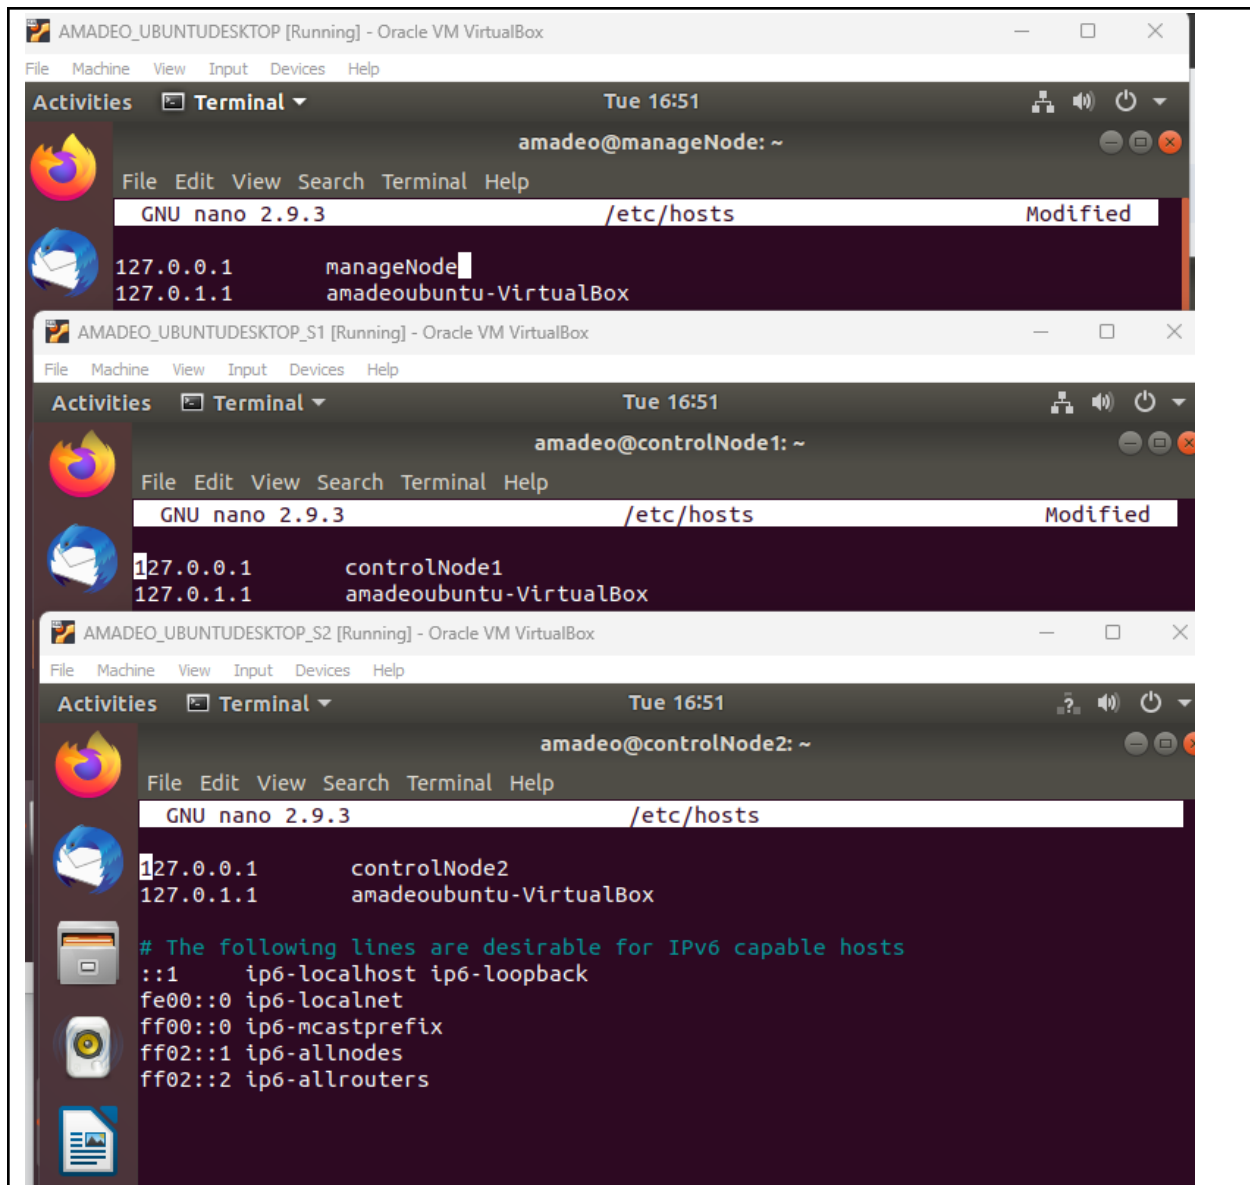 AMADEO_UBUNTUDESKTOP [Running] - Oracle VM VirtualBox
File Machine View Input Devices Help
Activities Terminal Tue 16:51
amadeo@manageNode: ~
File Edit View Search Terminal Help
GNU nano 2.9.3 /etc/hosts Modified
127.0.0.1 manageNode
127.0.1.1 amadeoubuntu-VirtualBox
AMADEO_UBUNTUDESKTOP_S1 [Running] - Oracle VM VirtualBox
File Machine View Input Devices Help
Activities Terminal Tue 16:51
amadeo@controlNode1: ~
File Edit View Search Terminal Help
GNU nano 2.9.3 /etc/hosts Modified
127.0.0.1 controlNode1
127.0.1.1 amadeoubuntu-VirtualBox
AMADEO_UBUNTUDESKTOP_S2 [Running] - Oracle VM VirtualBox
File Machine View Input Devices Help
Activities Terminal Tue 16:51
amadeo@controlNode2: ~
File Edit View Search Terminal Help
GNU nano 2.9.3 /etc/hosts
127.0.0.1 controlNode2
127.0.1.1 amadeoubuntu-VirtualBox
# The following lines are desirable for IPv6 capable hosts
::1 ip6-localhost ip6-loopback
fe00::0 ip6-localnet
ff00::0 ip6-mcastprefix
ff02::1 ip6-allnodes
ff02::2 ip6-allrouters